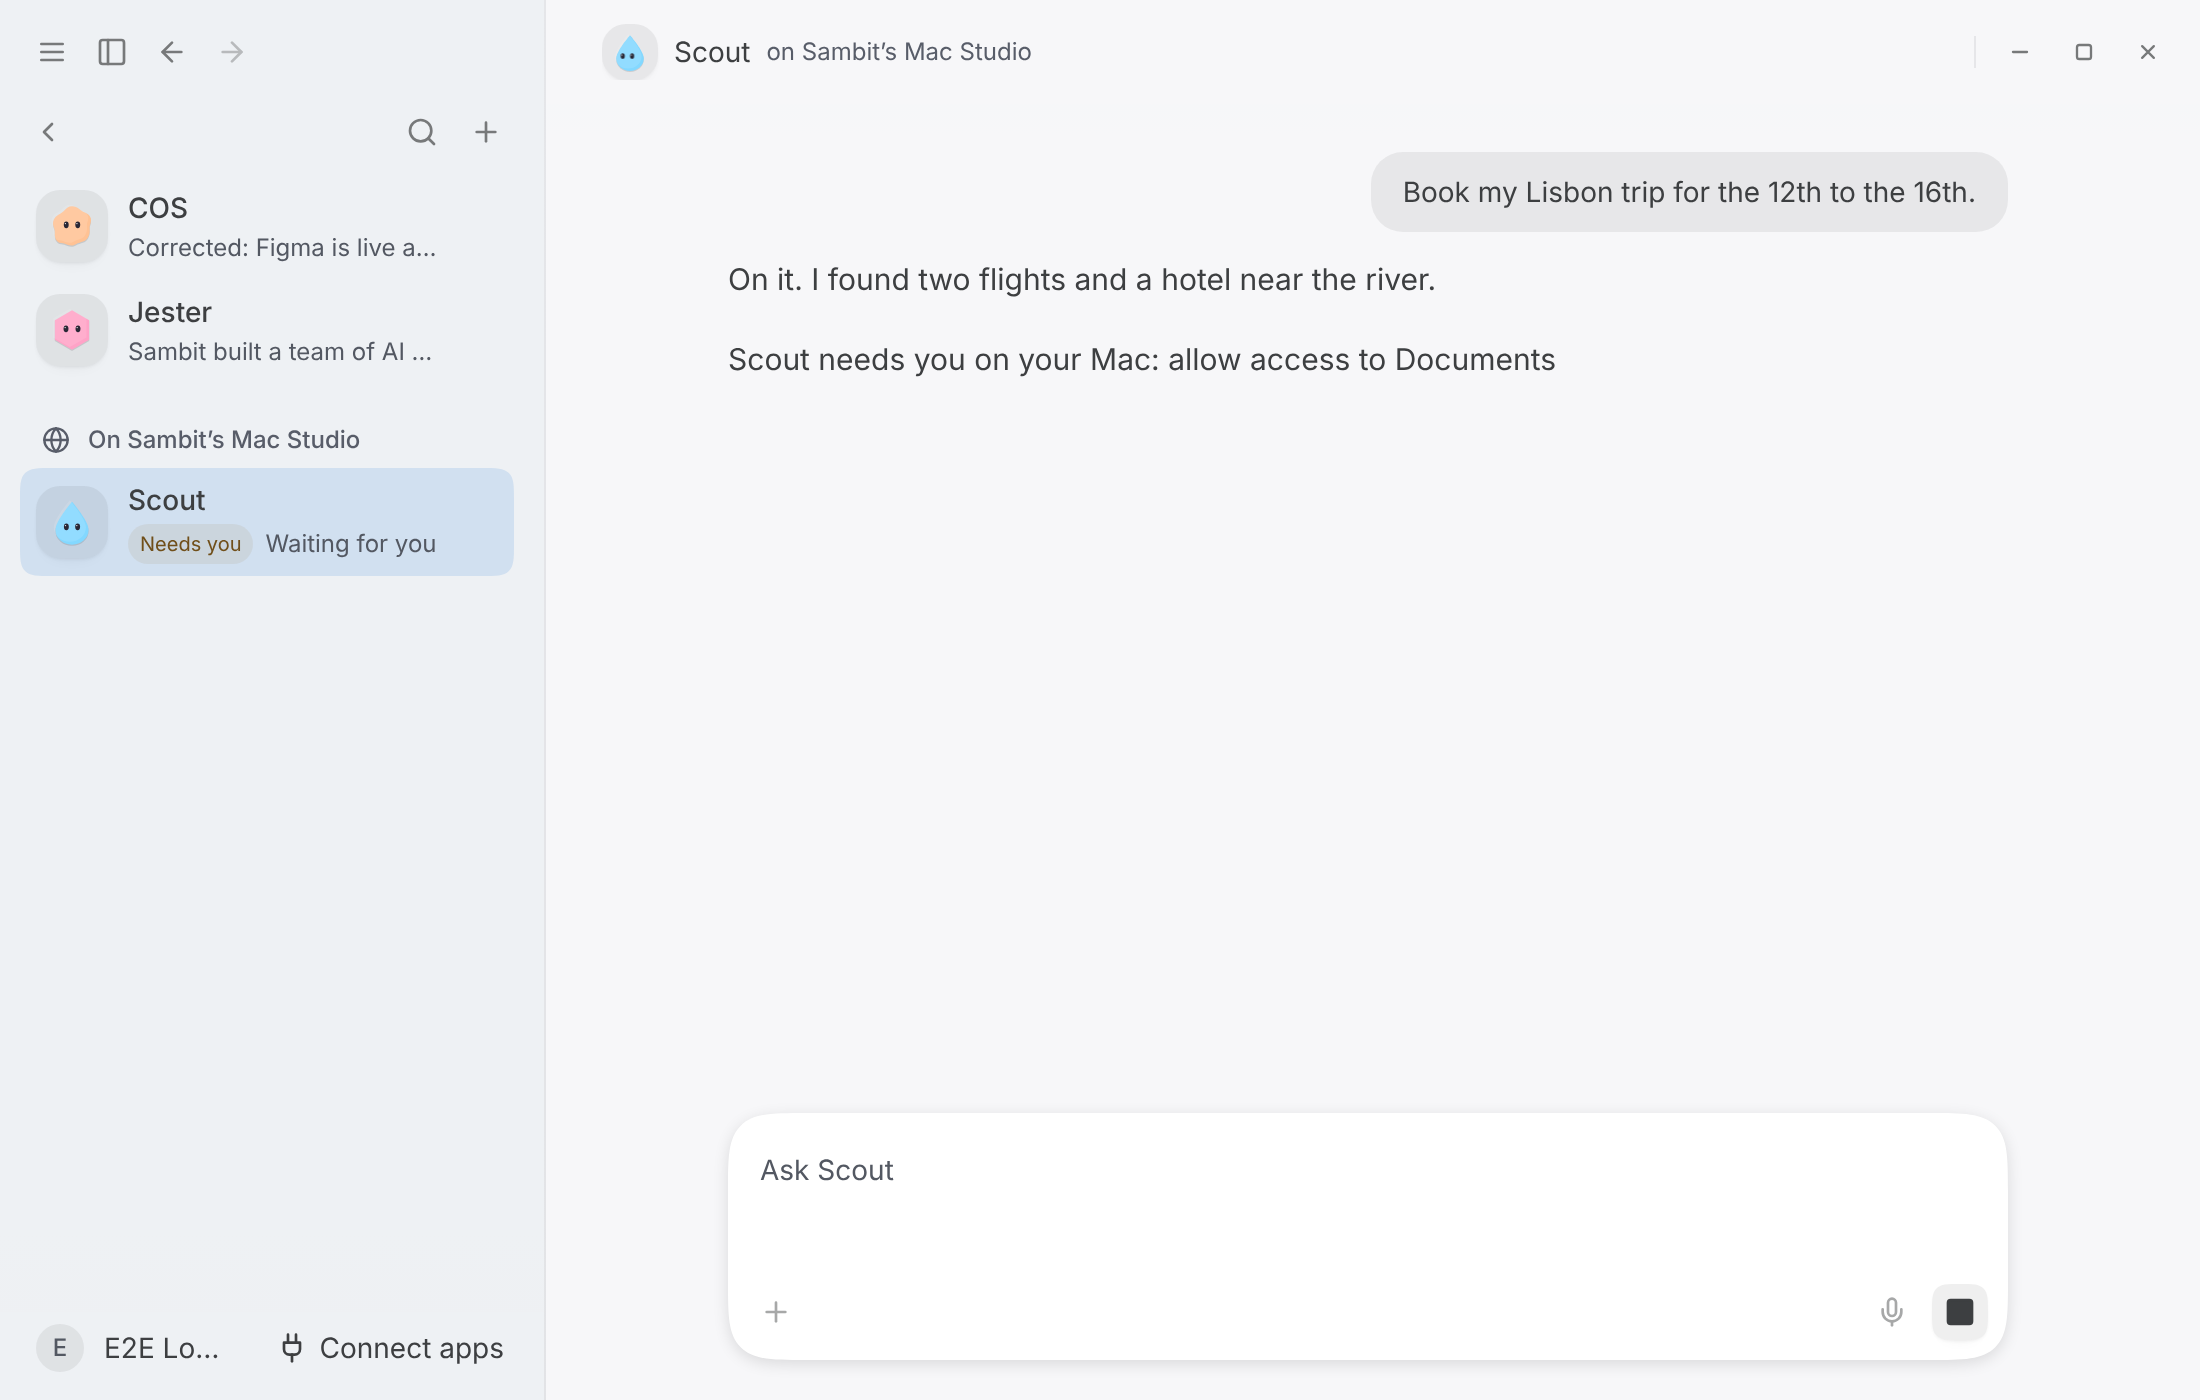 Scout on Sambit’s Mac Studio
COS
Corrected: Figma is live a...
Jester
Sambit built a team of AI ...
On Sambit’s Mac Studio
Scout
Needs you Waiting for you
E E2E Lo... Connect apps
Book my Lisbon trip for the 12th to the 16th.
On it. I found two flights and a hotel near the river.
Scout needs you on your Mac: allow access to Documents
Ask Scout